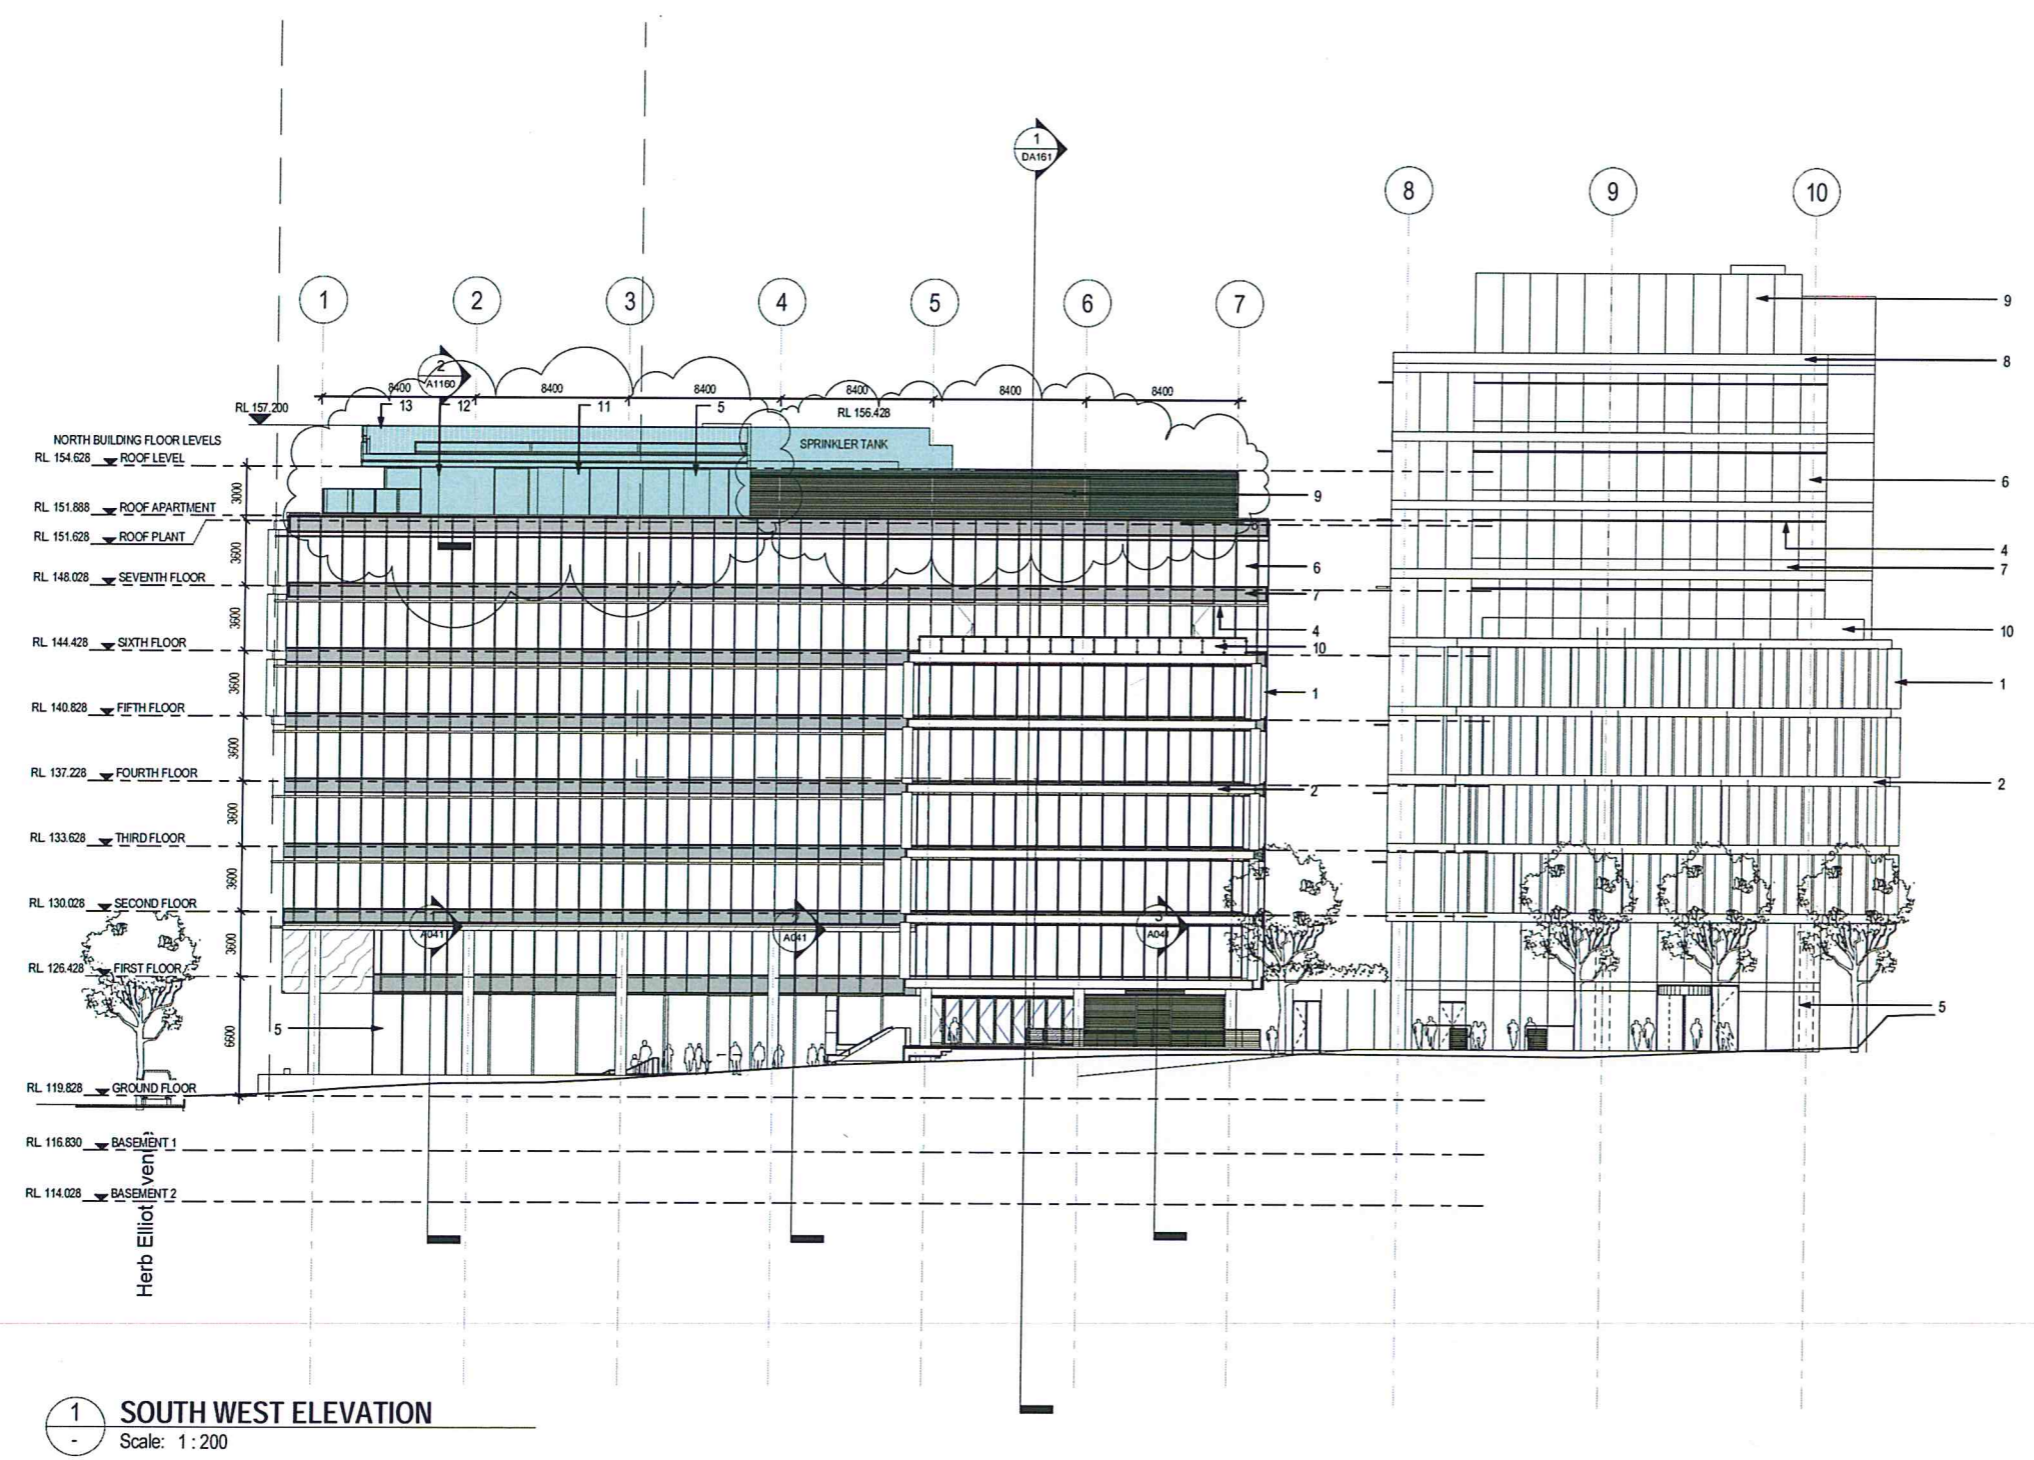 1
DA161
8
9
10
1
2
3
4
5
6
7
9
8
2
A1160
8400
8400
8400
8400
8400
8400
RL 157.200
13
12
11
5
RL 156.428
SPRINKLER TANK
NORTH BUILDING FLOOR LEVELS
RL 154.628 ROOF LEVEL
3000
9
6
RL 151.888 ROOF APARTMENT
RL 151.628 ROOF PLANT
3600
4
6
7
RL 148.028 SEVENTH FLOOR
7
3600
4
10
RL 144.428 SIXTH FLOOR
10
3600
1
1
RL 140.828 FIFTH FLOOR
3600
RL 137.228 FOURTH FLOOR
2
2
3600
RL 133.628 THIRD FLOOR
3600
RL 130.028 SECOND FLOOR
1
A041
2
A041
3
A041
3600
RL 126.428 FIRST FLOOR
5
5
6600
RL 119.828 GROUND FLOOR
RL 116.830 BASEMENT 1
RL 114.028 BASEMENT 2
Herb Elliot venue
1
-
SOUTH WEST ELEVATION
Scale: 1 : 200